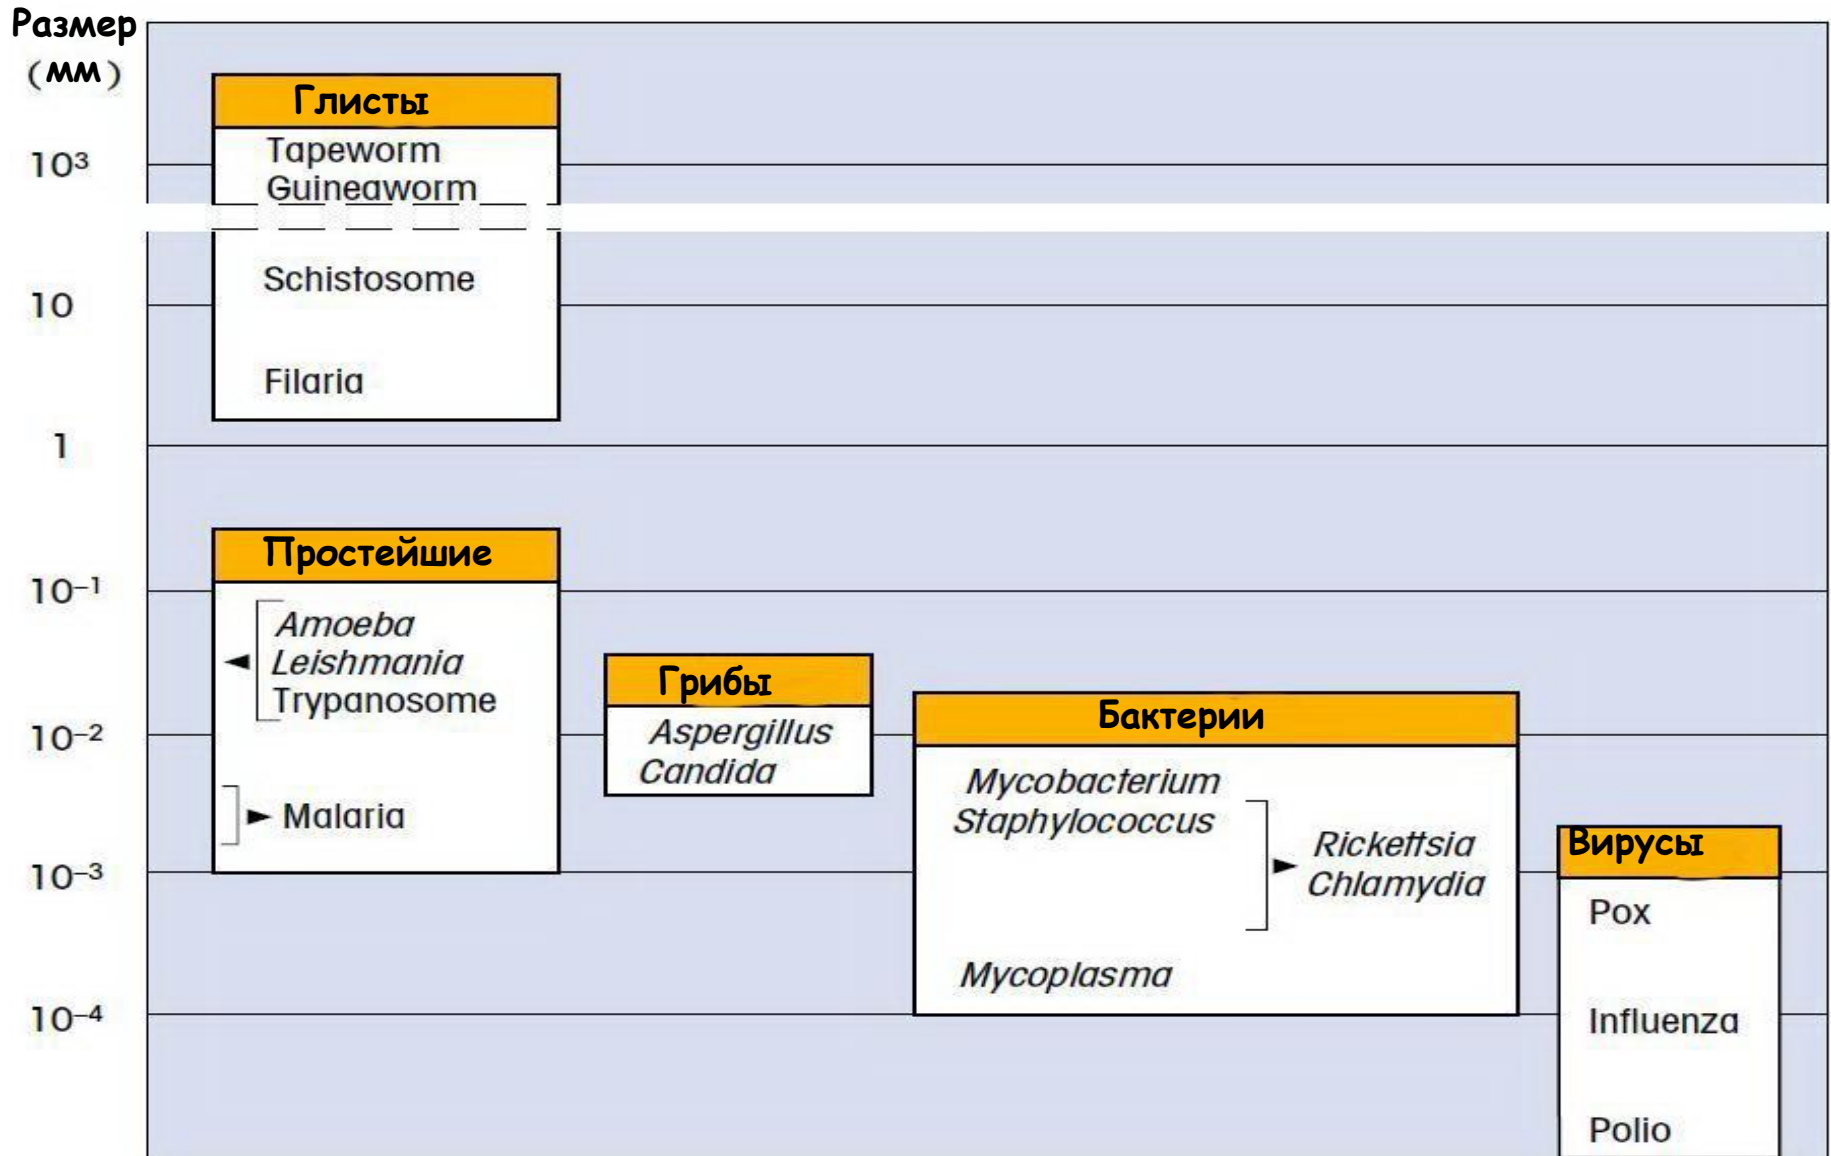 Размер
(мм)
Глисты
10³
Tapeworm
Guineaworm
Schistosome
10
Filaria
1
Простейшие
10⁻¹
Amoeba
Leishmania
Trypanosome
Malaria
Грибы
Aspergillus
Candida
10⁻²
Бактерии
Mycobacterium
Staphylococcus
Rickettsia
Chlamydia
Mycoplasma
10⁻³
Вирусы
Pox
10⁻⁴
Influenza
Polio